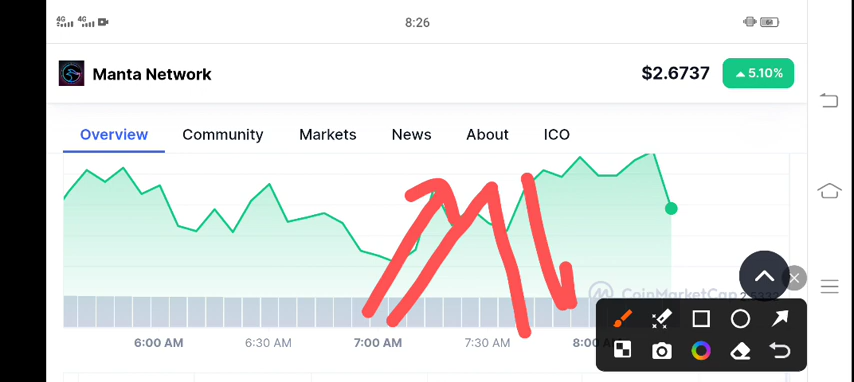 4G 4G 8:26 64
Manta Network $2.6737 5.10%
Overview Community Markets News About ICO
CoinMarketCap
6:00 AM 6:30 AM 7:00 AM 7:30 AM 8:00 A